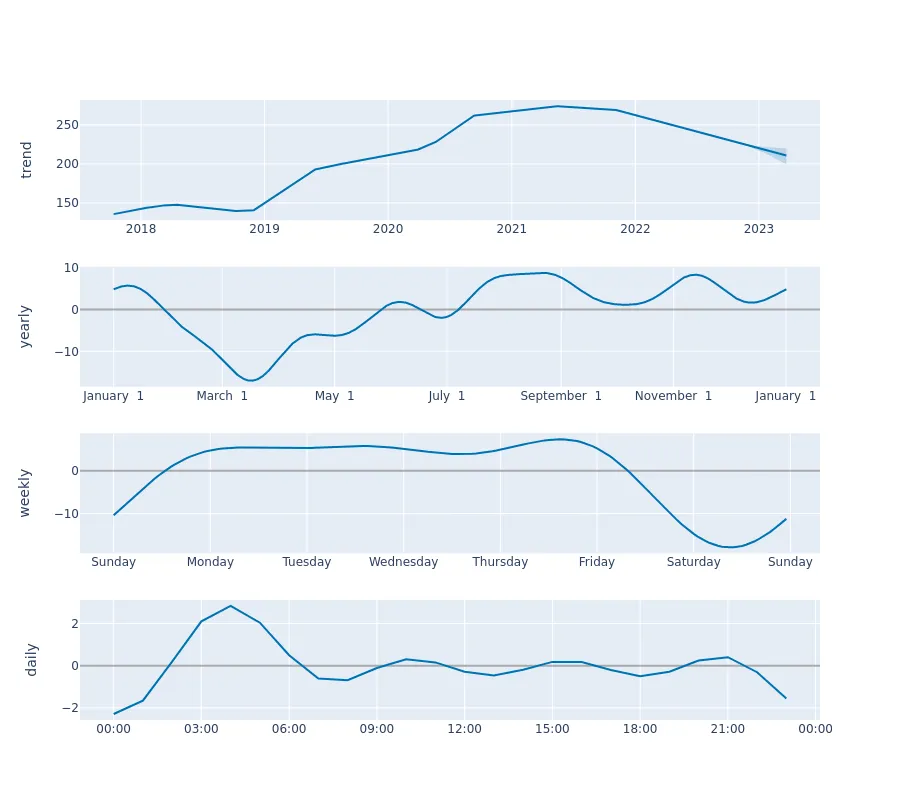 trend
250
200
150
2018 2019 2020 2021 2022 2023
yearly
10
0
−10
January 1 March 1 May 1 July 1 September 1 November 1 January 1
weekly
0
−10
Sunday Monday Tuesday Wednesday Thursday Friday Saturday Sunday
daily
2
0
−2
00:00 03:00 06:00 09:00 12:00 15:00 18:00 21:00 00:00